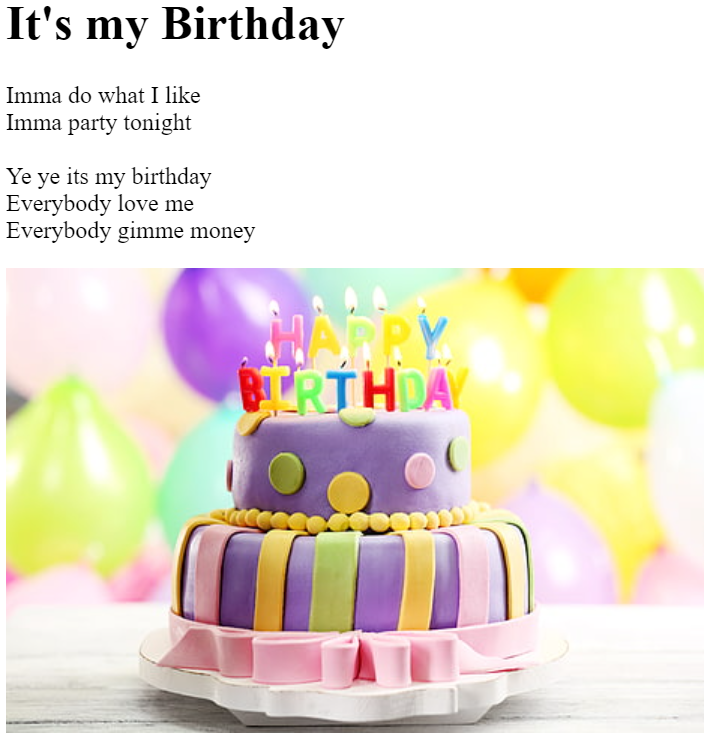 It's my Birthday
Imma do what I like
Imma party tonight
Ye ye its my birthday
Everybody love me
Everybody gimme money
HAPPY
BIRTHDAY